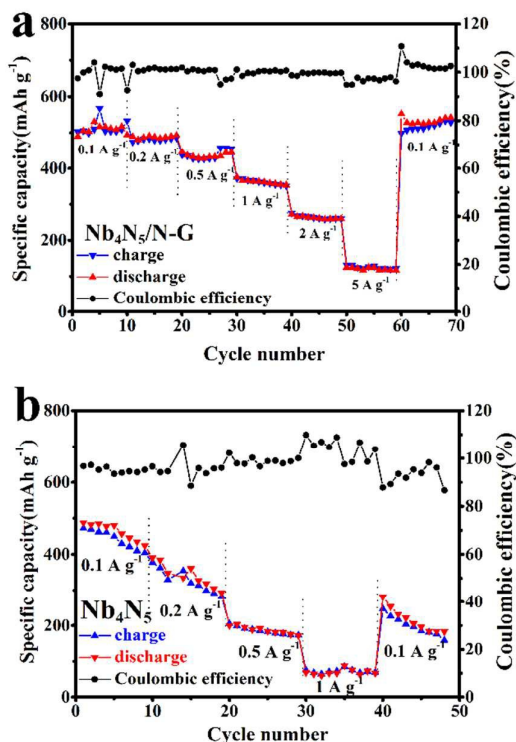 a
800
600
400
200
0
Specific capacity(mAh g⁻¹)
120
100
80
60
40
20
0
Coulombic efficiency(%)
0.1 A g⁻¹
0.2 A g⁻¹
0.5 A g⁻¹
1 A g⁻¹
2 A g⁻¹
5 A g⁻¹
0.1 A g⁻¹
Nb₄N₅/N-G
charge
discharge
Coulombic efficiency
0 10 20 30 40 50 60 70
Cycle number
b
800
600
400
200
0
Specific capacity(mAh g⁻¹)
120
100
80
60
40
20
0
Coulombic efficiency(%)
0.1 A g⁻¹
0.2 A g⁻¹
0.5 A g⁻¹
1 A g⁻¹
0.1 A g⁻¹
Nb₄N₅
charge
discharge
Coulombic efficiency
0 10 20 30 40 50
Cycle number